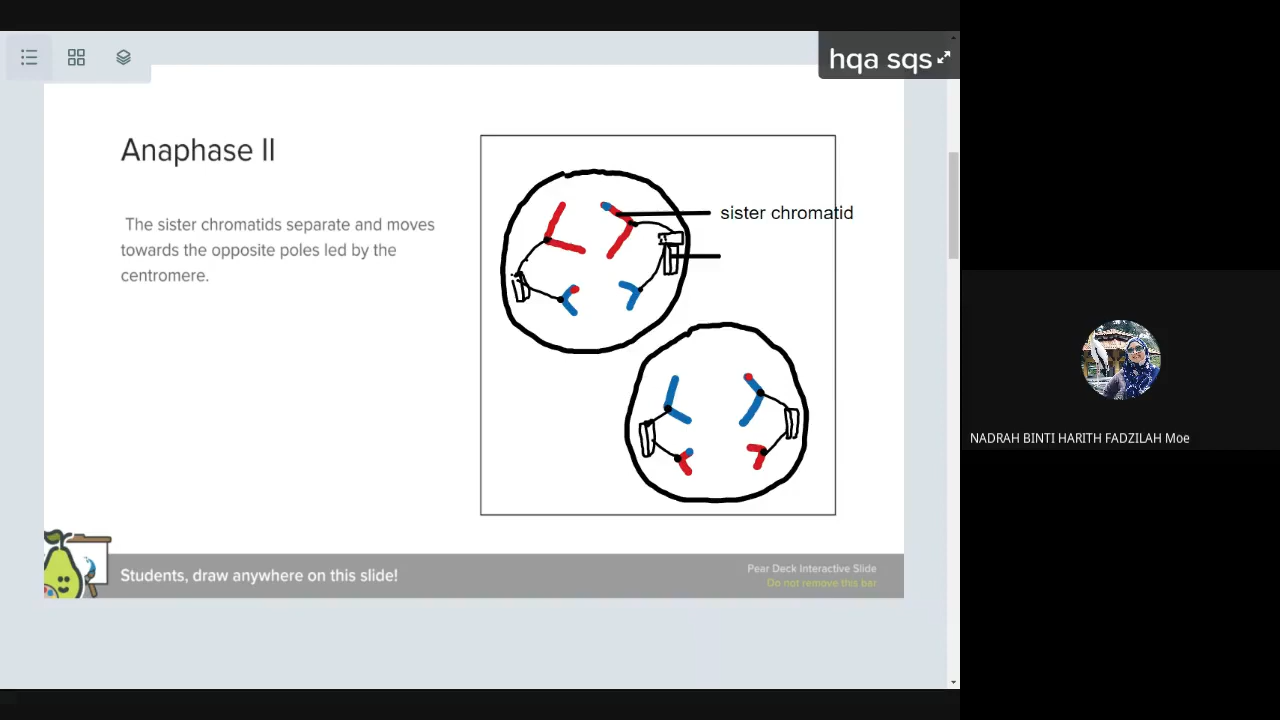 hqa sqs
Anaphase II
The sister chromatids separate and moves
towards the opposite poles led by the
centromere.
sister chromatid
Students, draw anywhere on this slide!
Pear Deck Interactive Slide
Do not remove this bar
NADRAH BINTI HARITH FADZILAH Moe